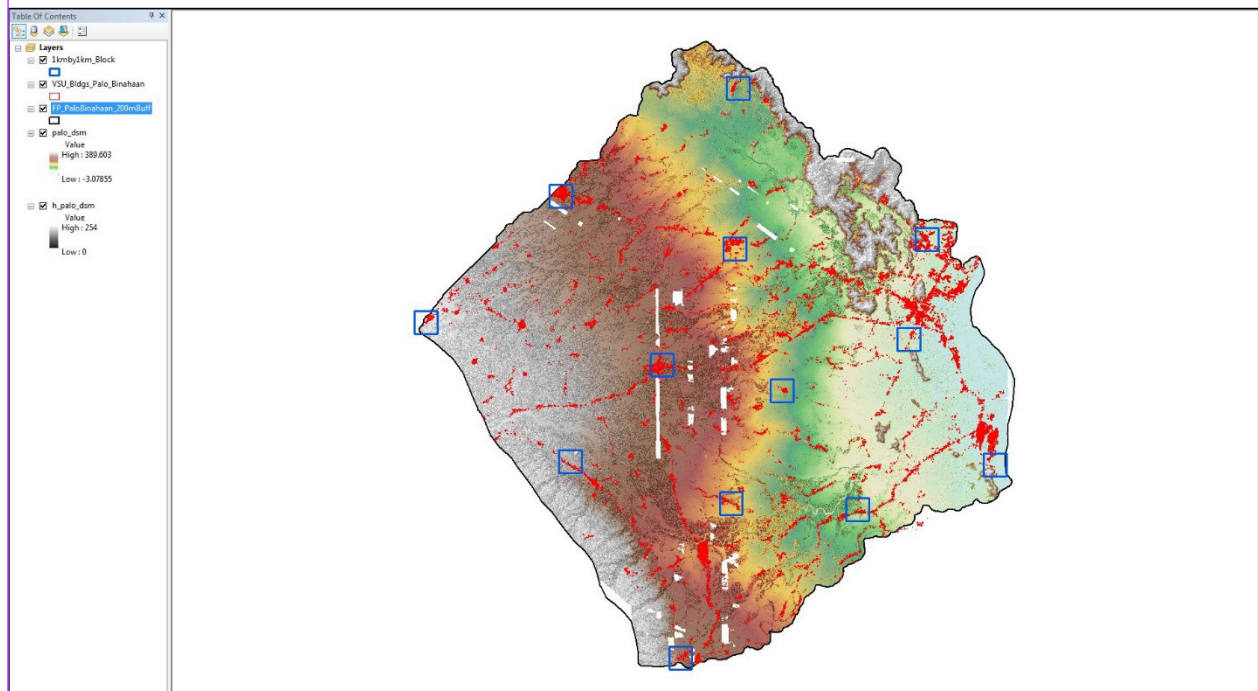 Table Of Contents
Layers
1kmby1km_Block
VSU_Bldgs_Palo_Binahaan
FP_PaloBinahaan_200mBuff
palo_dsm
Value
High : 389.603
Low : -3.07855
h_palo_dsm
Value
High : 254
Low : 0